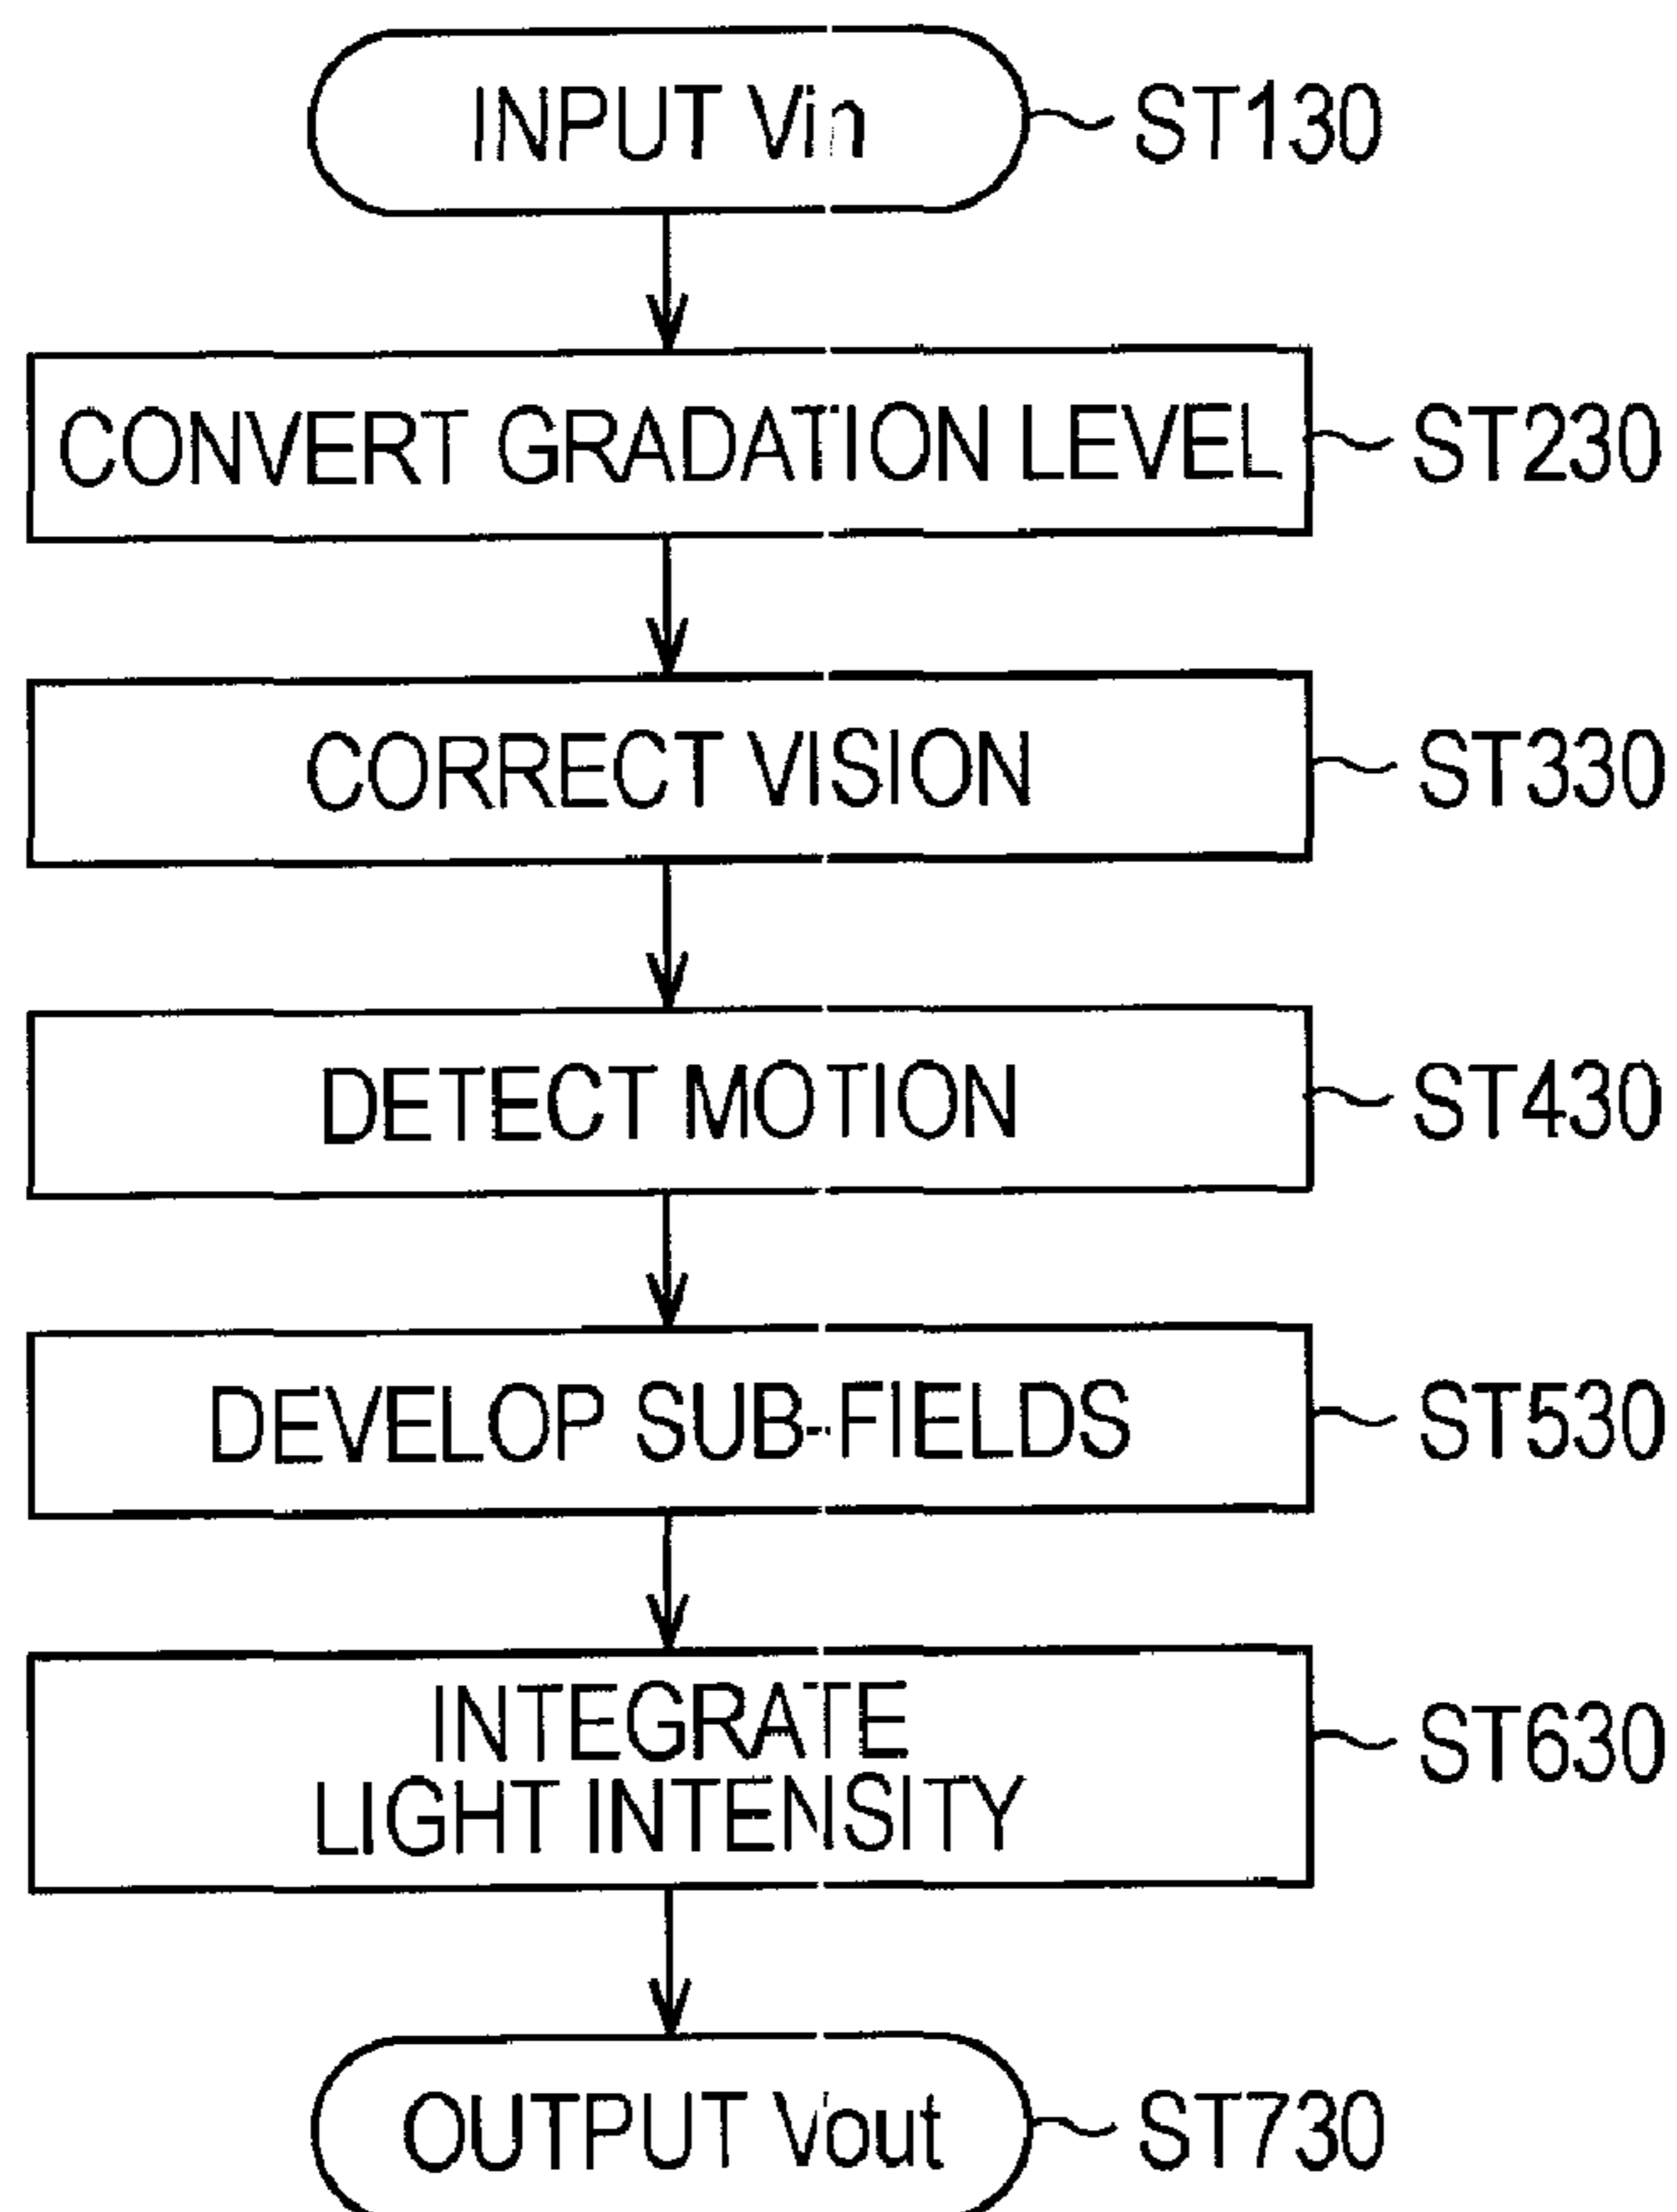 INPUT Vin ST130
CONVERT GRADATION LEVEL ST230
CORRECT VISION ST330
DETECT MOTION ST430
DEVELOP SUB-FIELDS ST530
INTEGRATE
LIGHT INTENSITY ST630
OUTPUT Vout ST730